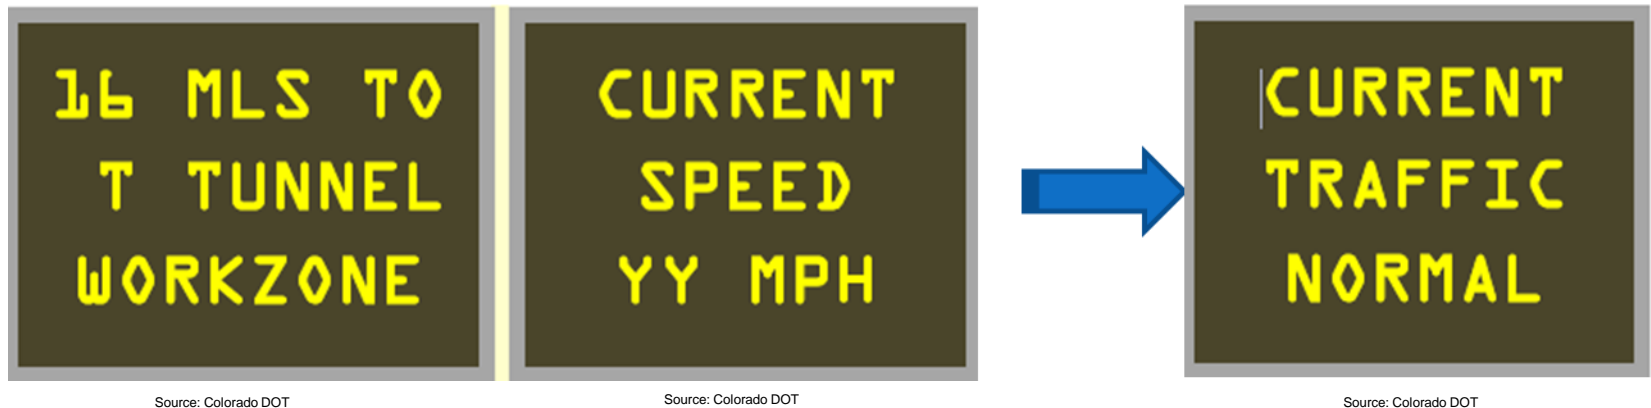 16 MLS TO
T TUNNEL
WORKZONE
CURRENT
SPEED
YY MPH
CURRENT
TRAFFIC
NORMAL
Source: Colorado DOT
Source: Colorado DOT
Source: Colorado DOT